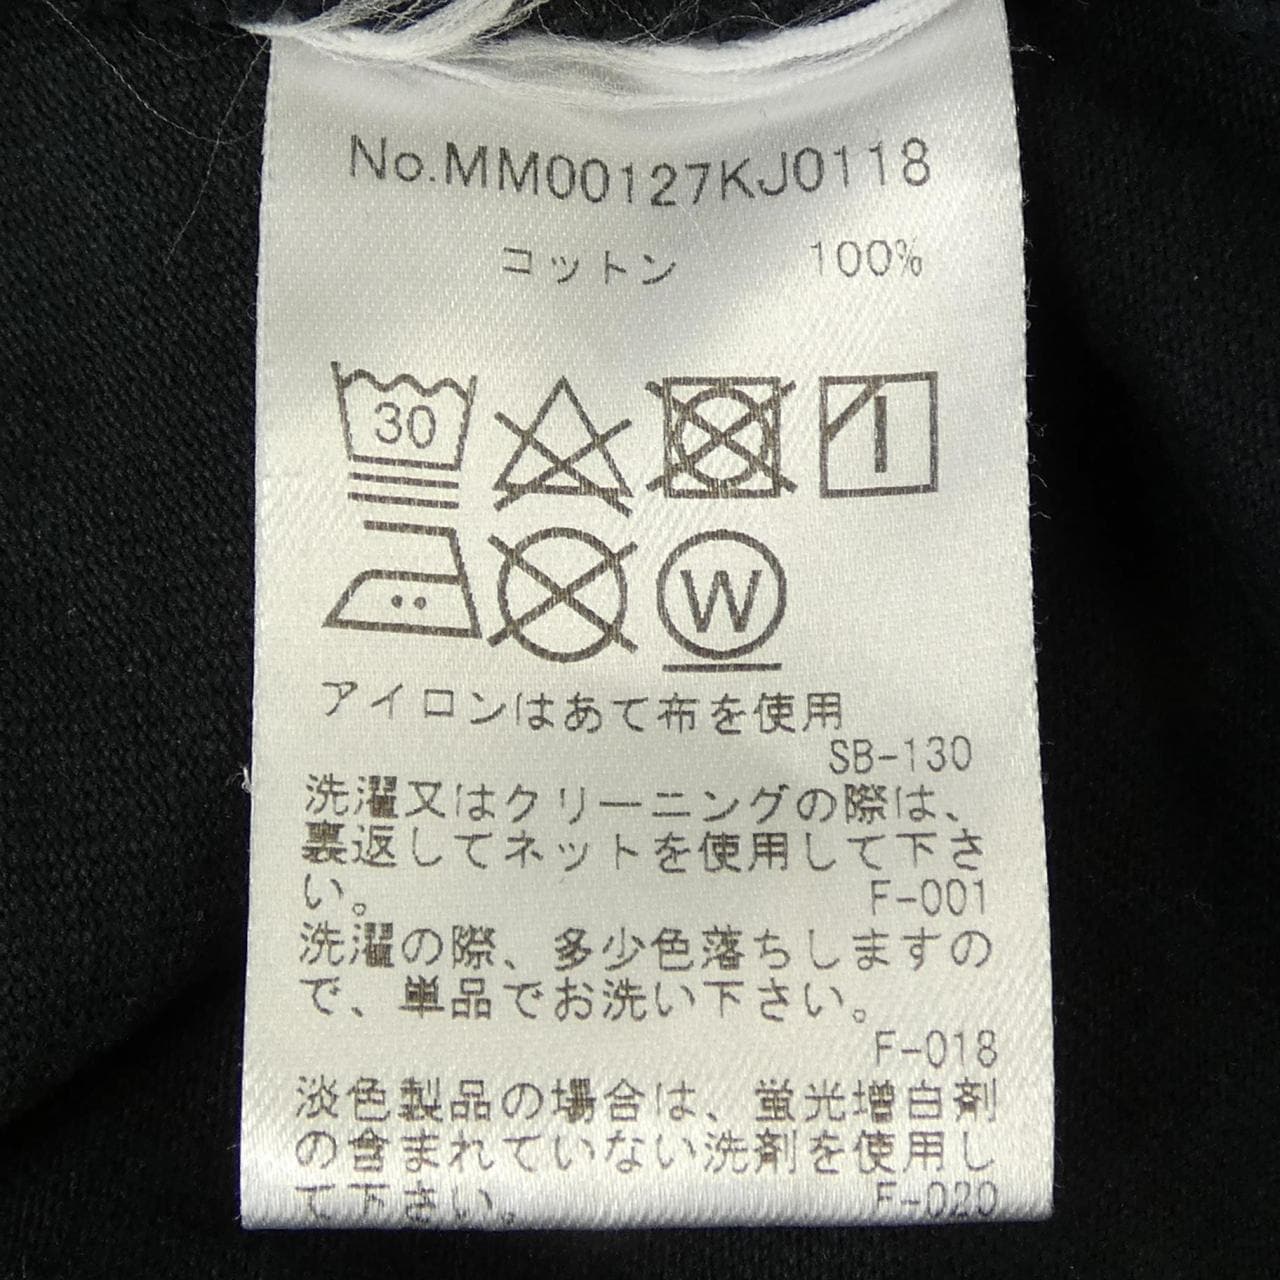 No.MM00127KJ0118
コットン 100%
30
W
アイロンはあて布を使用
SB-130
洗濯又はクリーニングの際は、
裏返してネットを使用して下さ
い。 F-001
洗濯の際、多少色落ちしますの
で、単品でお洗い下さい。
F-018
淡色製品の場合は、蛍光増白剤
の含まれていない洗剤を使用し
て下さい。 F-020